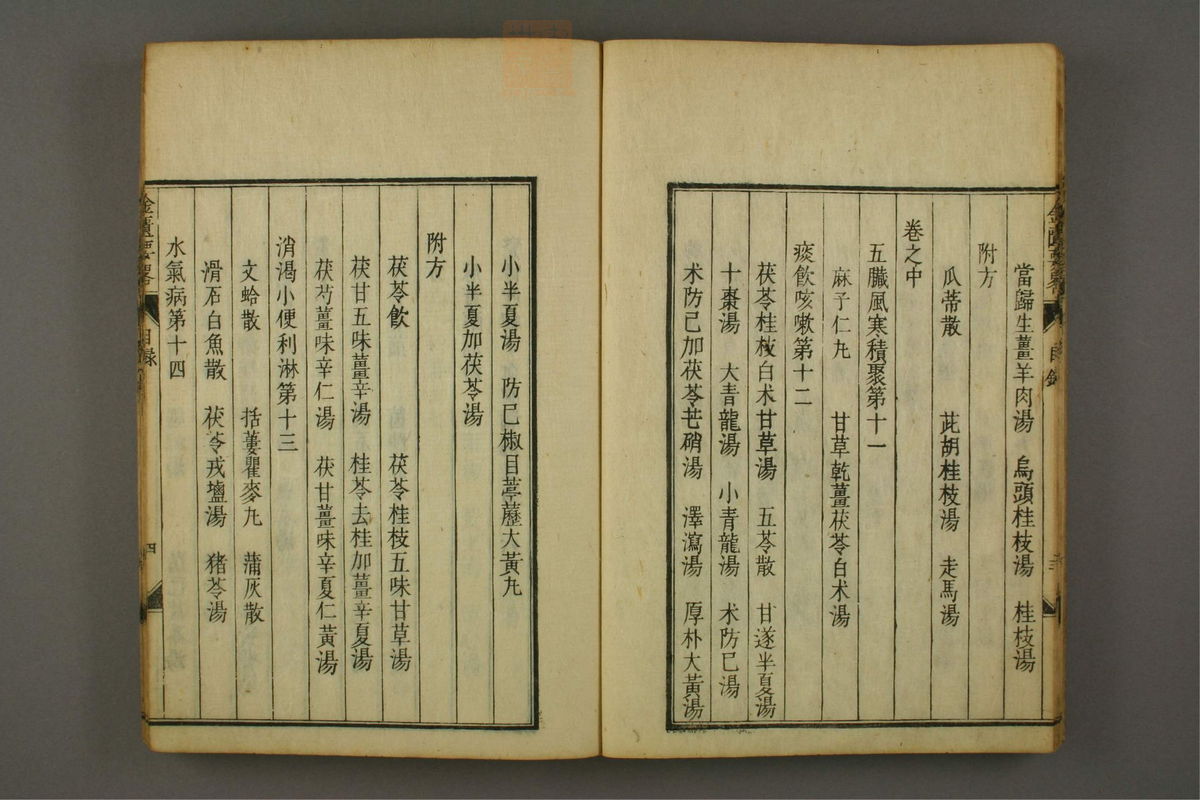 當歸生薑羊肉湯 烏頭桂枝湯 桂枝湯
附方
瓜蒂散 茈胡桂枝湯 走馬湯
卷之中
五臟風寒積聚第十一
麻子仁丸 甘草乾薑茯苓白术湯
痰飲咳嗽第十二
茯苓桂枝白术甘草湯 五苓散 甘遂半夏湯
十棗湯 大青龍湯 小青龍湯 术防已湯
术防已加茯苓芒硝湯 澤瀉湯 厚朴大黃湯
小半夏湯 防已椒目葶藶大黃丸
小半夏加茯苓湯
附方
茯苓飲 茯苓桂枝五味甘草湯
茯甘五味薑辛湯 桂苓去桂加薑辛夏湯
茯芍薑味辛仁湯 茯甘薑味辛夏仁黃湯
消渴小便利淋第十三
文蛤散 括蔞瞿麥丸 蒲灰散
滑石白魚散 茯苓戎塩湯 猪苓湯
水氣病第十四
金匱要畧 目錄 四